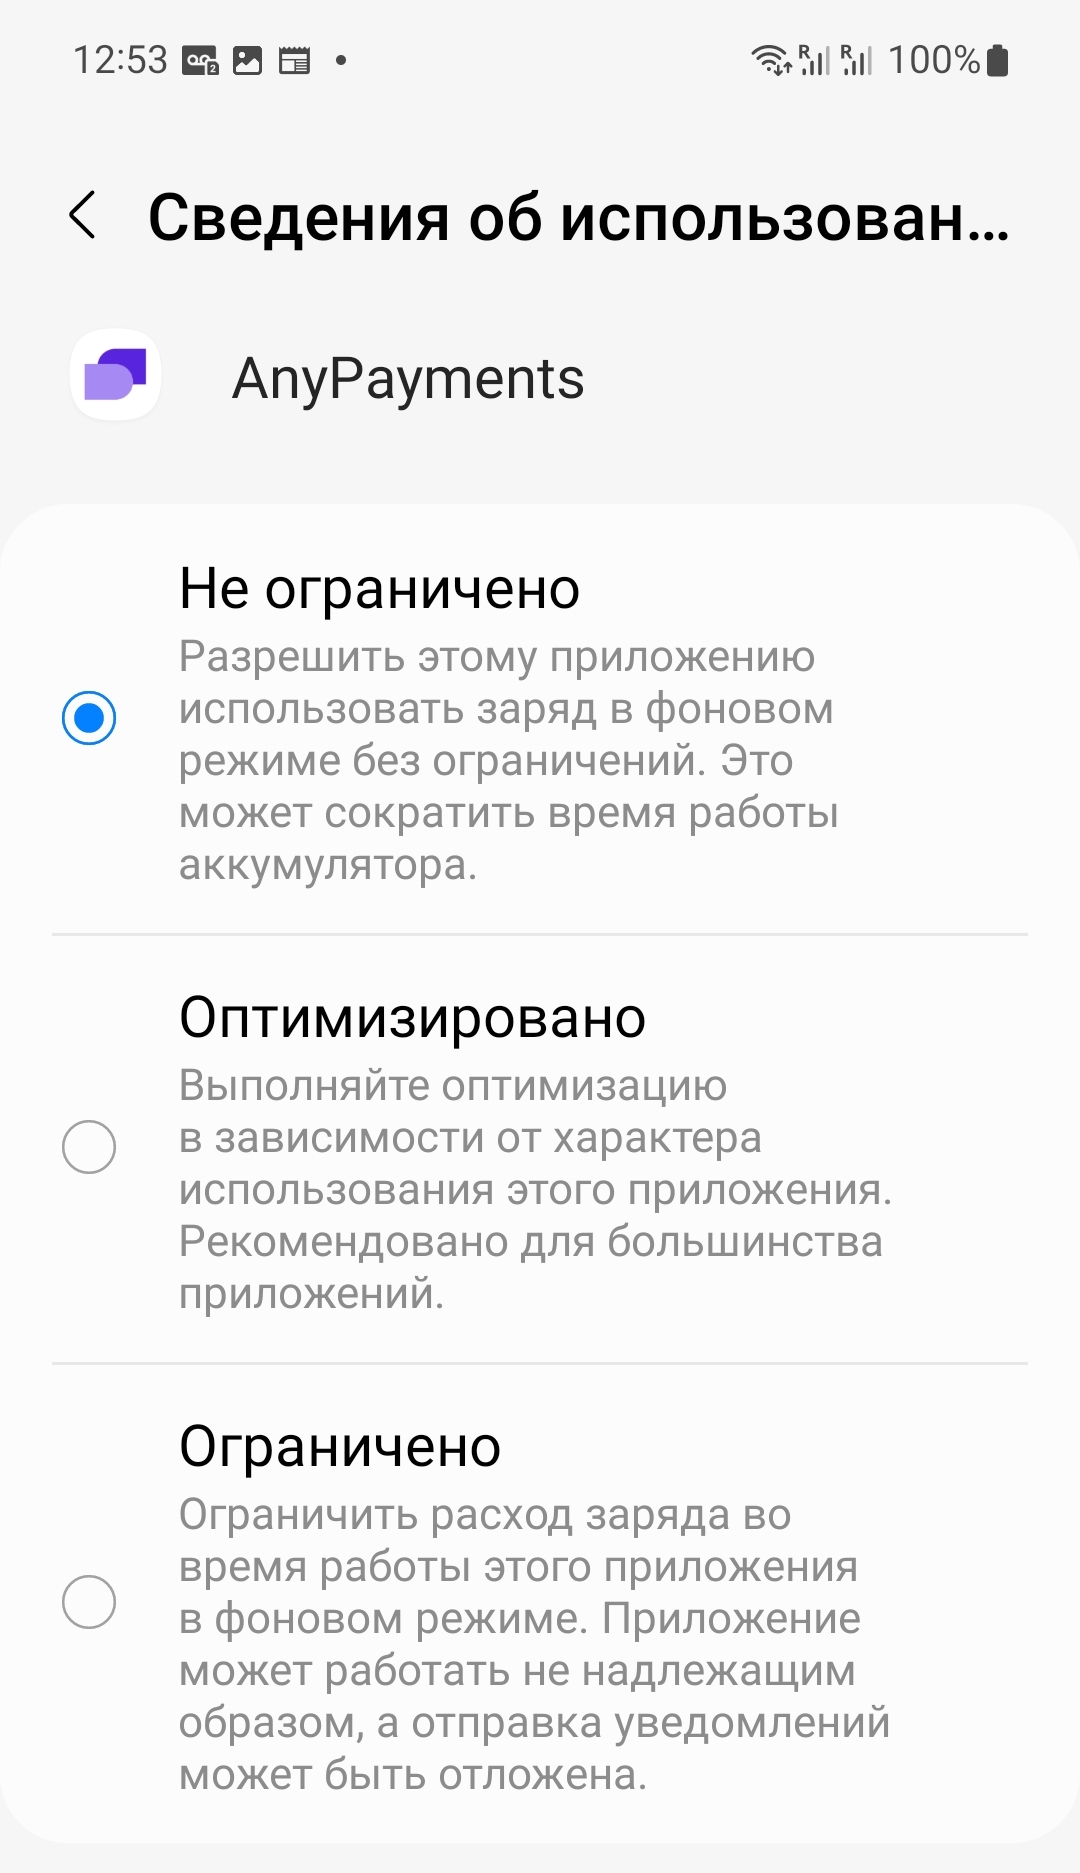 12:53
R R 100%
Сведения об использован...
AnyPayments
Не ограничено
Разрешить этому приложению
использовать заряд в фоновом
режиме без ограничений. Это
может сократить время работы
аккумулятора.
Оптимизировано
Выполняйте оптимизацию
в зависимости от характера
использования этого приложения.
Рекомендовано для большинства
приложений.
Ограничено
Ограничить расход заряда во
время работы этого приложения
в фоновом режиме. Приложение
может работать не надлежащим
образом, а отправка уведомлений
может быть отложена.